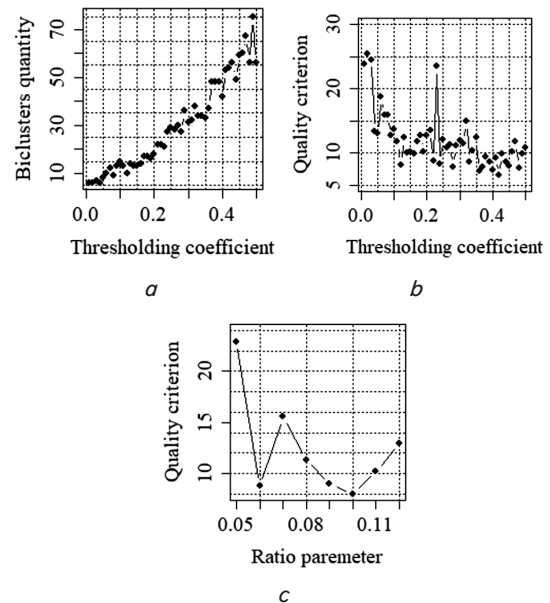 Biclusters quantity
70
50
30
10
0.0 0.2 0.4
Thresholding coefficient
a
Quality criterion
30
20
10
5
0.0 0.2 0.4
Thresholding coefficient
b
Quality criterion
20
15
10
0.05 0.08 0.11
Ratio paremeter
c